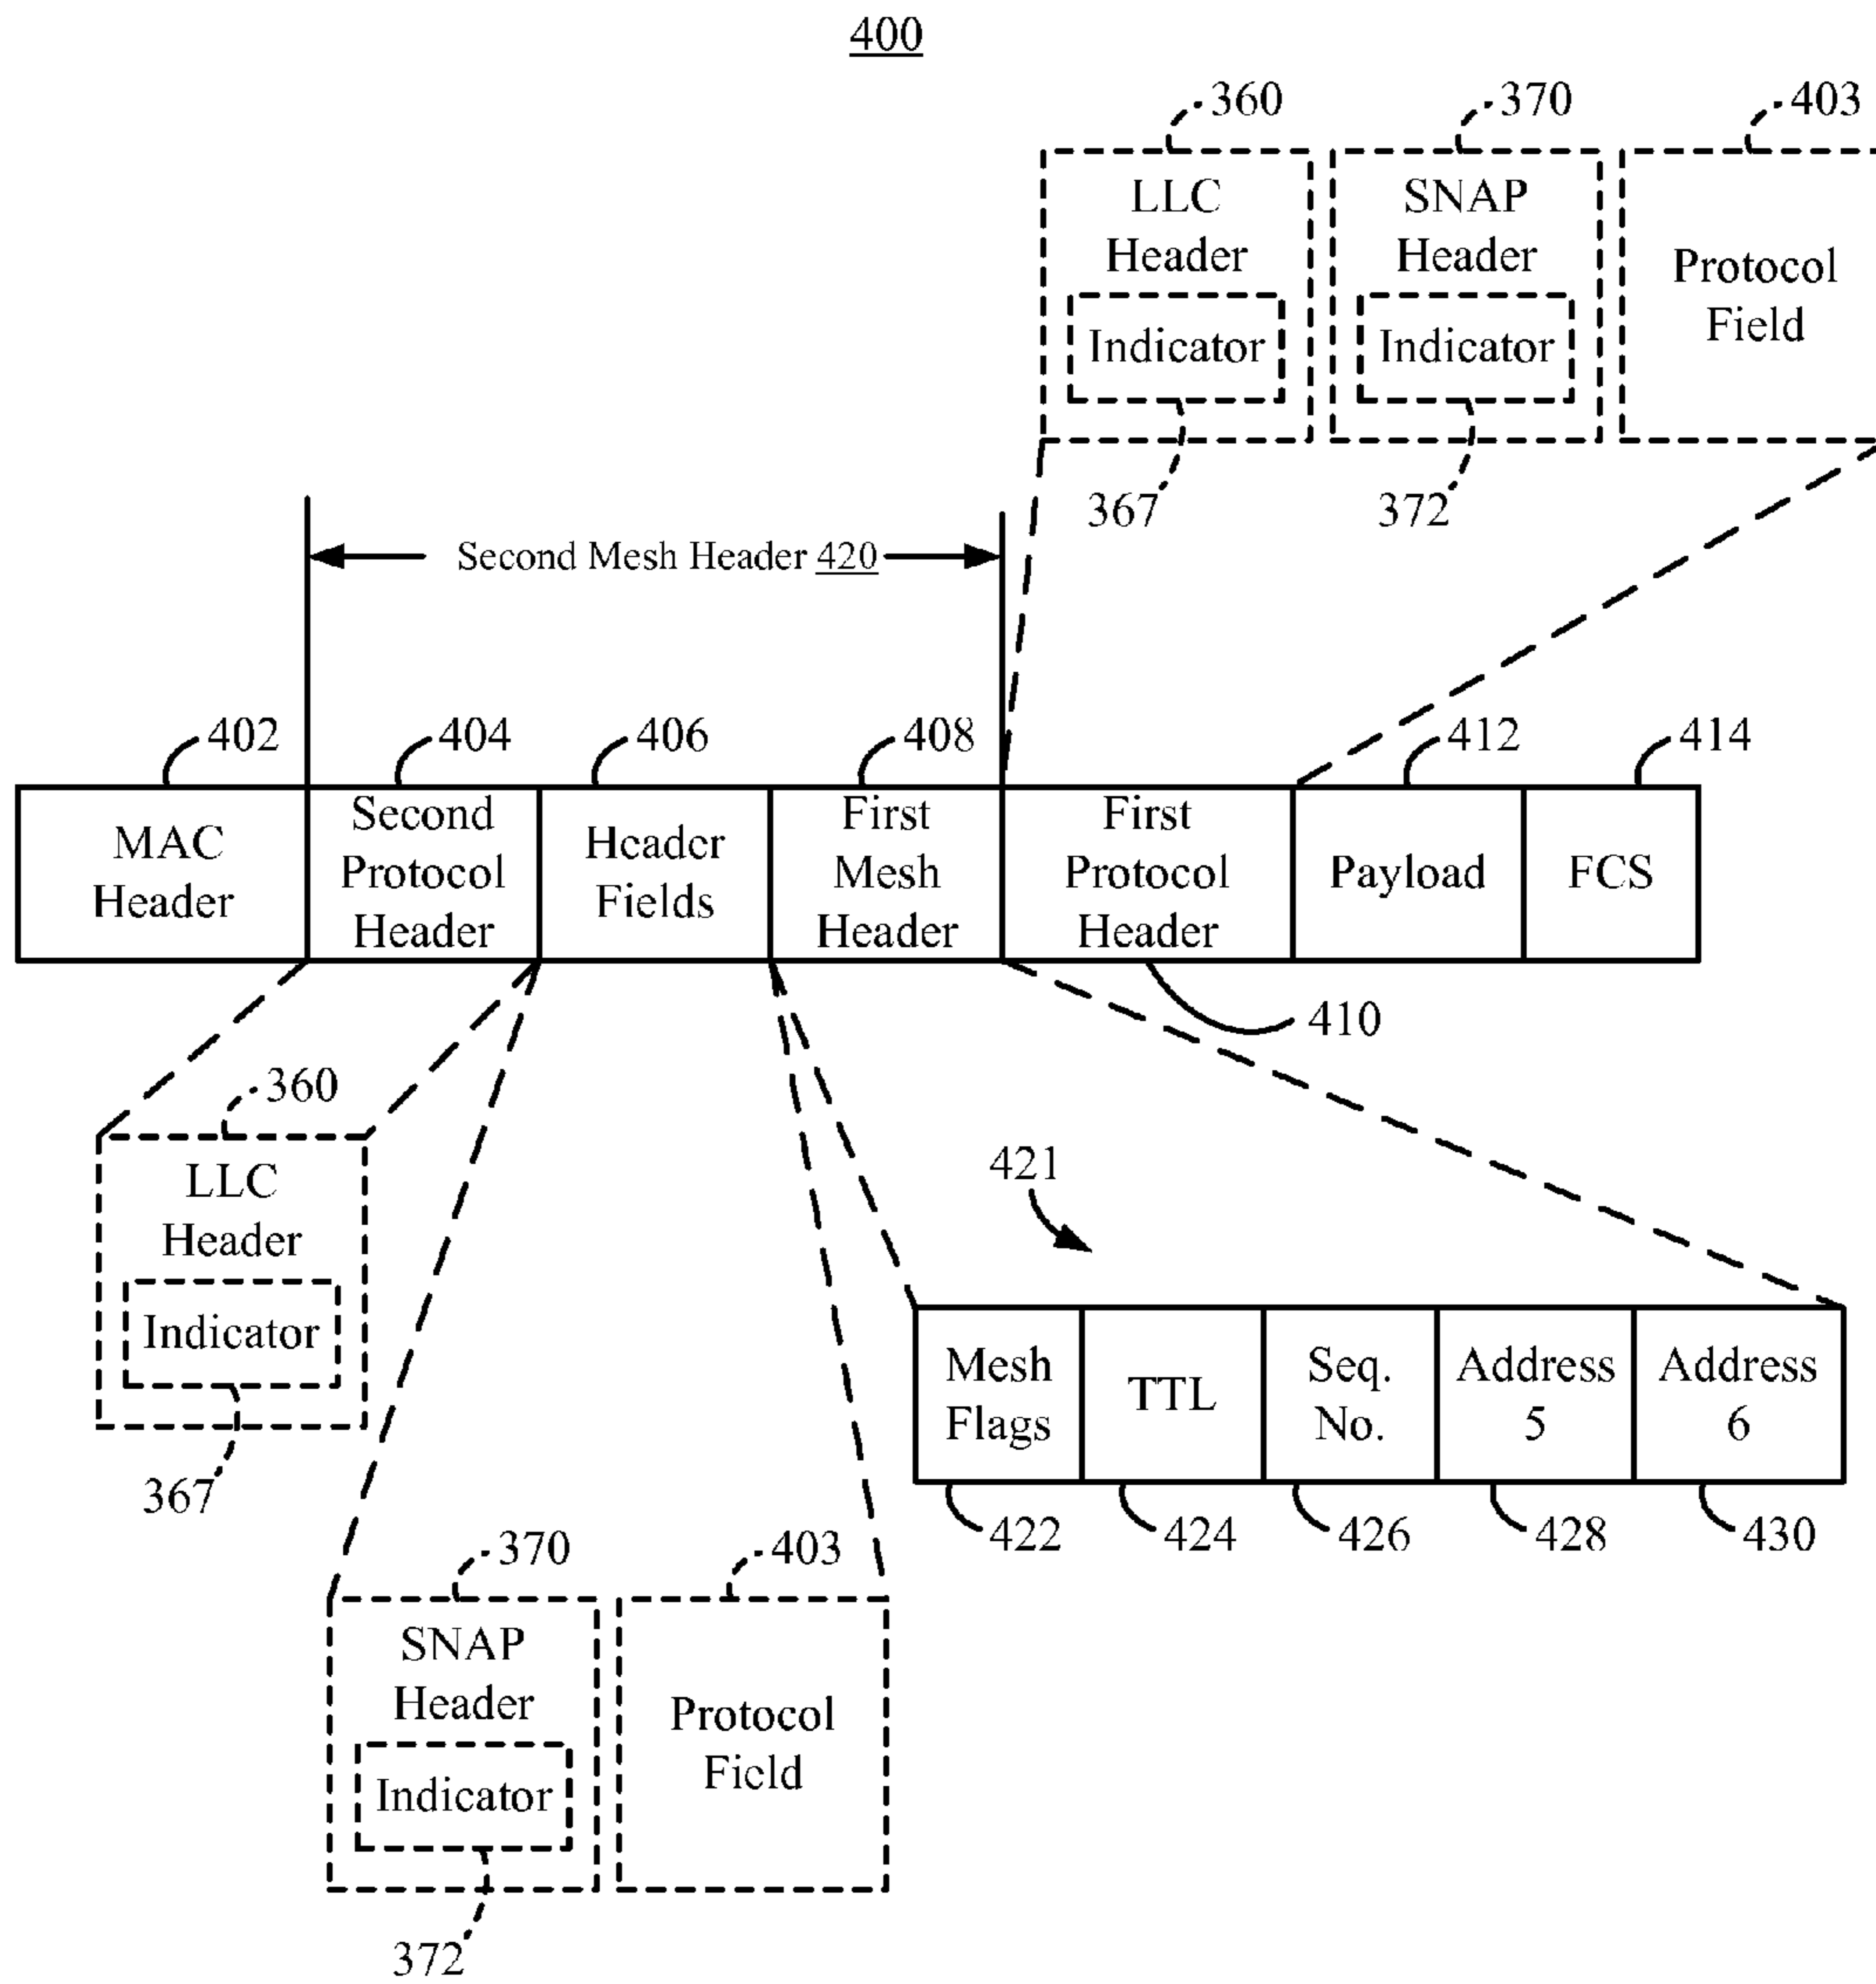 400
360
370
403
LLC
Header
Indicator
SNAP
Header
Indicator
Protocol
Field
367
372
Second Mesh Header 420
402
404
406
408
412
414
MAC
Header
Second
Protocol
Header
Header
Fields
First
Mesh
Header
First
Protocol
Header
Payload
FCS
410
360
LLC
Header
Indicator
367
421
Mesh
Flags
TTL
Seq.
No.
Address
5
Address
6
422
424
426
428
430
370
403
SNAP
Header
Indicator
Protocol
Field
372